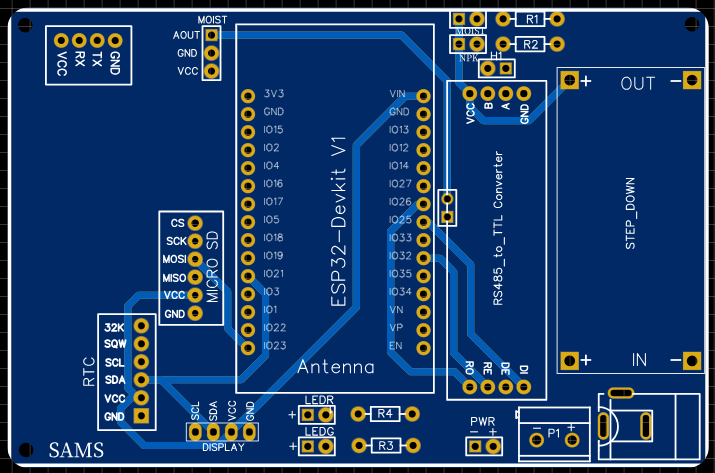 MOIST
AOUT
GND
VCC
VCC
RX
TX
GND
MOIST
R1
NPK
R2
H1
VCC
B
A
GND
+ OUT -
3V3
GND
IO15
IO2
IO4
IO16
IO17
IO5
IO18
IO19
IO21
IO3
IO1
IO22
IO23
ESP32-Devkit V1
VIN
GND
IO13
IO12
IO14
IO27
IO26
IO25
IO33
IO32
IO35
IO34
VN
VP
EN
Antenna
RS485_to_TTL Converter
STEP_DOWN
CS
SCK
MOSI
MISO
VCC
GND
MICRO SD
RTC
32K
SQW
SCL
SDA
VCC
GND
RO
RE
DE
DI
+ IN -
SCL
SDA
VCC
GND
DISPLAY
LEDR
+
R4
LEDG
+
R3
PWR
- +
- P1 +
SAMS